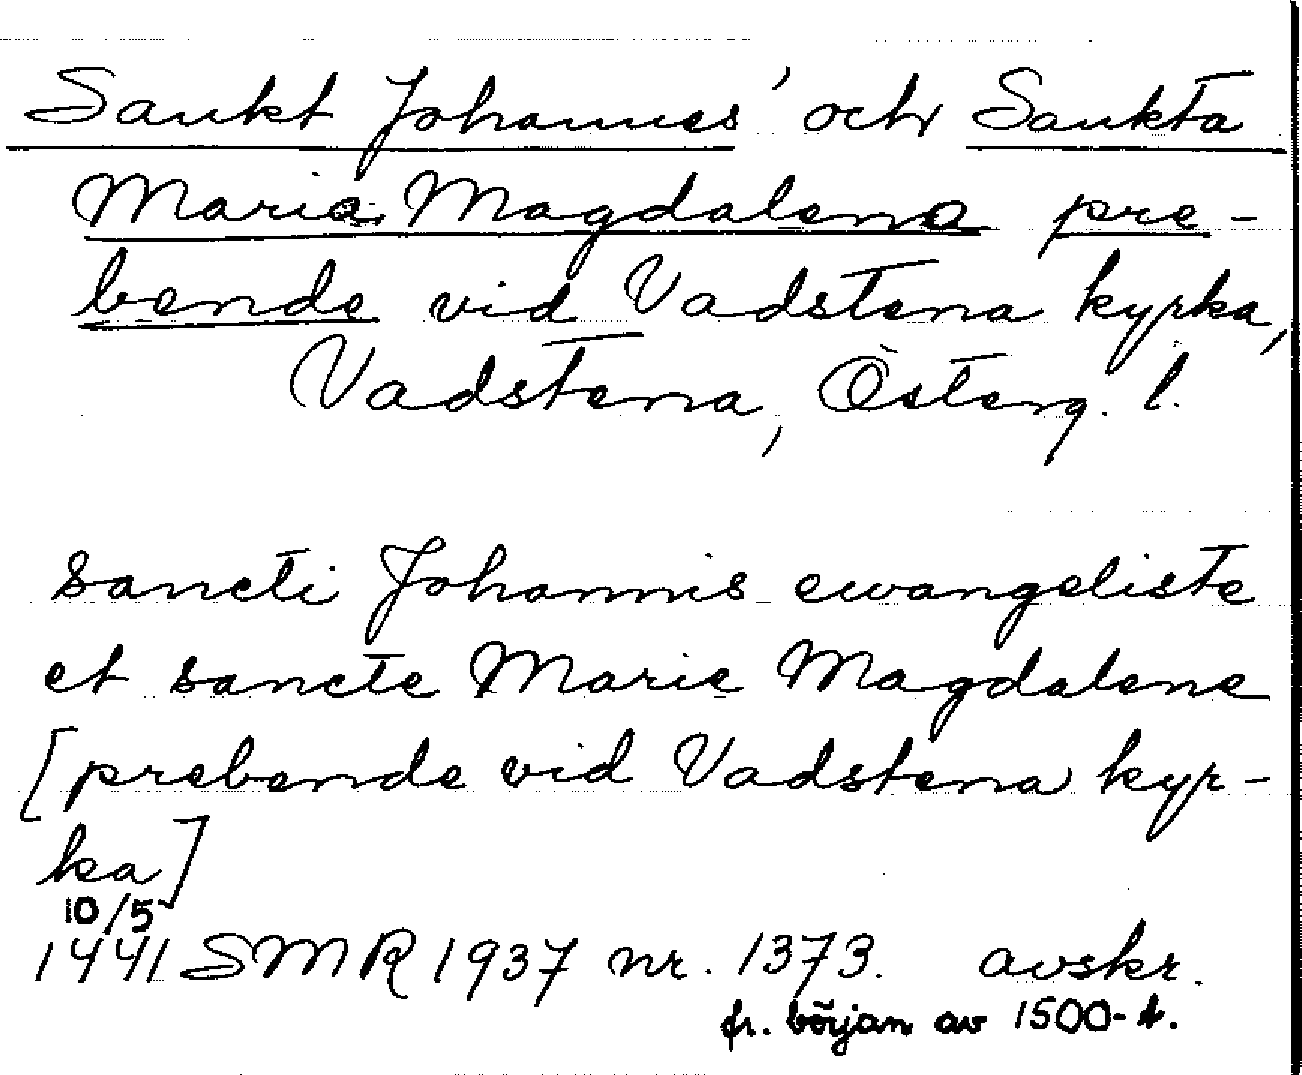 Sankt Johannes' och Sankta
Maria Magdalena pre-
bende vid Vadstena kyrka,
Vadstena, Österg. l.
sancti Johannis ewangeliste
et sancte Marie Magdalene
[prebende vid Vadstena kyr-
ka]
10/5
1441 SMR 1937 nr. 1373. avskr.
fr. början av 1500-t.